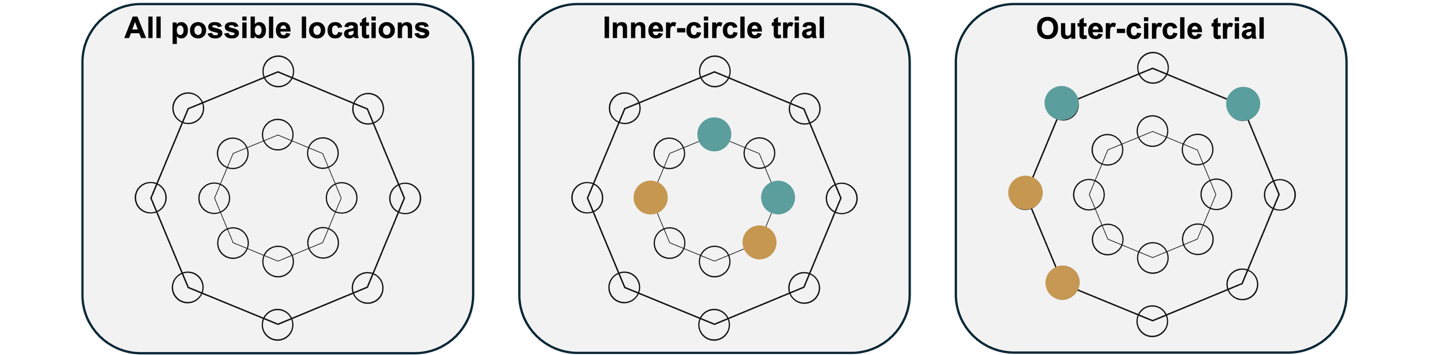 All possible locations
Inner-circle trial
Outer-circle trial